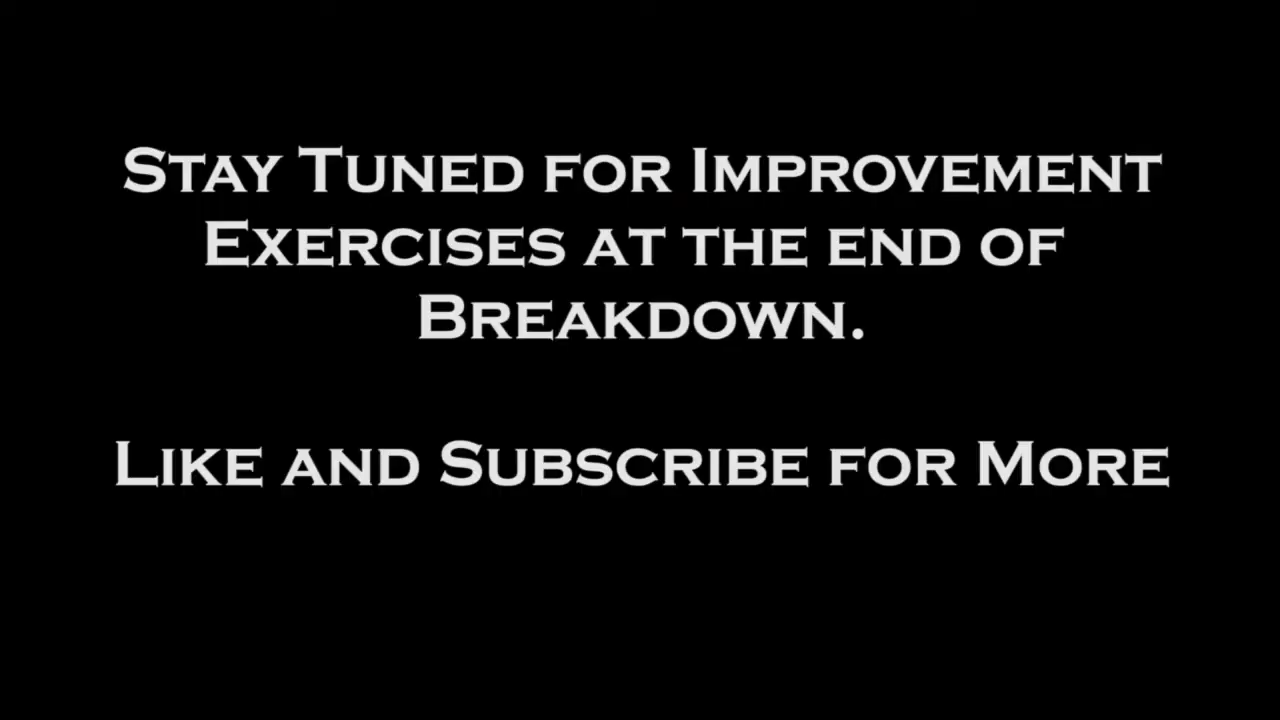 Stay Tuned for Improvement
Exercises at the end of
Breakdown.
Like and Subscribe for More